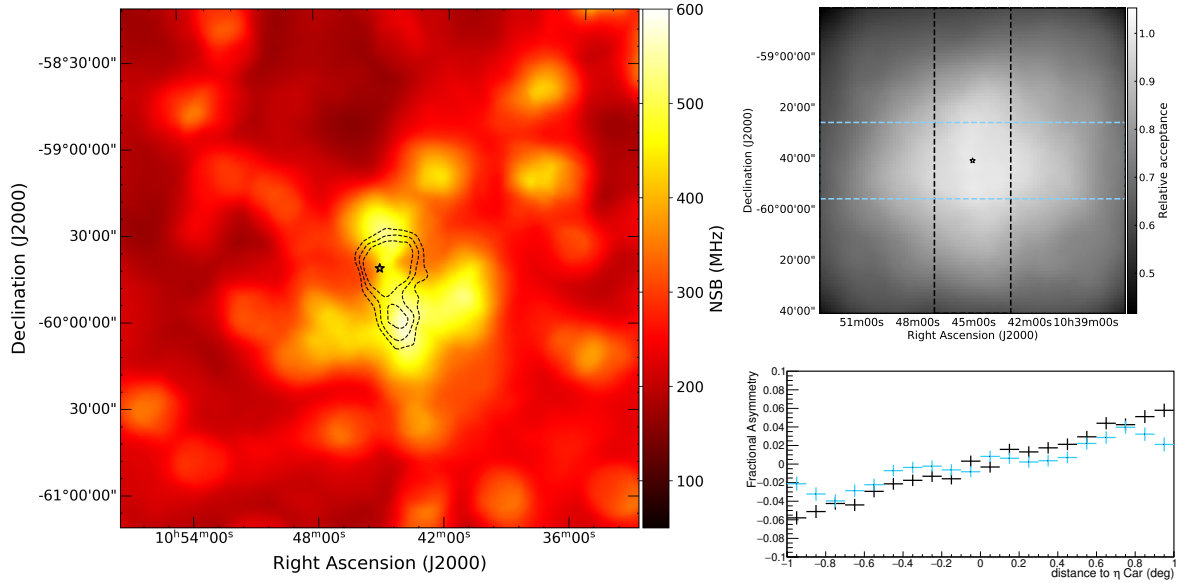 -58°30'00"
-59°00'00"
30'00"
-60°00'00"
30'00"
-61°00'00"
Declination (J2000)
10ʰ54ᵐ00ˢ
48ᵐ00ˢ
42ᵐ00ˢ
36ᵐ00ˢ
Right Ascension (J2000)
600
500
400
300
200
100
NSB (MHz)
-59°00'00"
20'00"
40'00"
-60°00'00"
20'00"
40'00"
Declination (J2000)
51m00s
48m00s
45m00s
42m00s
10h39m00s
Right Ascension (J2000)
1.0
0.9
0.8
0.7
0.6
0.5
Relative acceptance
0.1
0.08
0.06
0.04
0.02
0
−0.02
−0.04
−0.06
−0.08
−0.1
Fractional Asymmetry
−1
−0.8
−0.6
−0.4
−0.2
0
0.2
0.4
0.6
0.8
1
distance to η Car (deg)